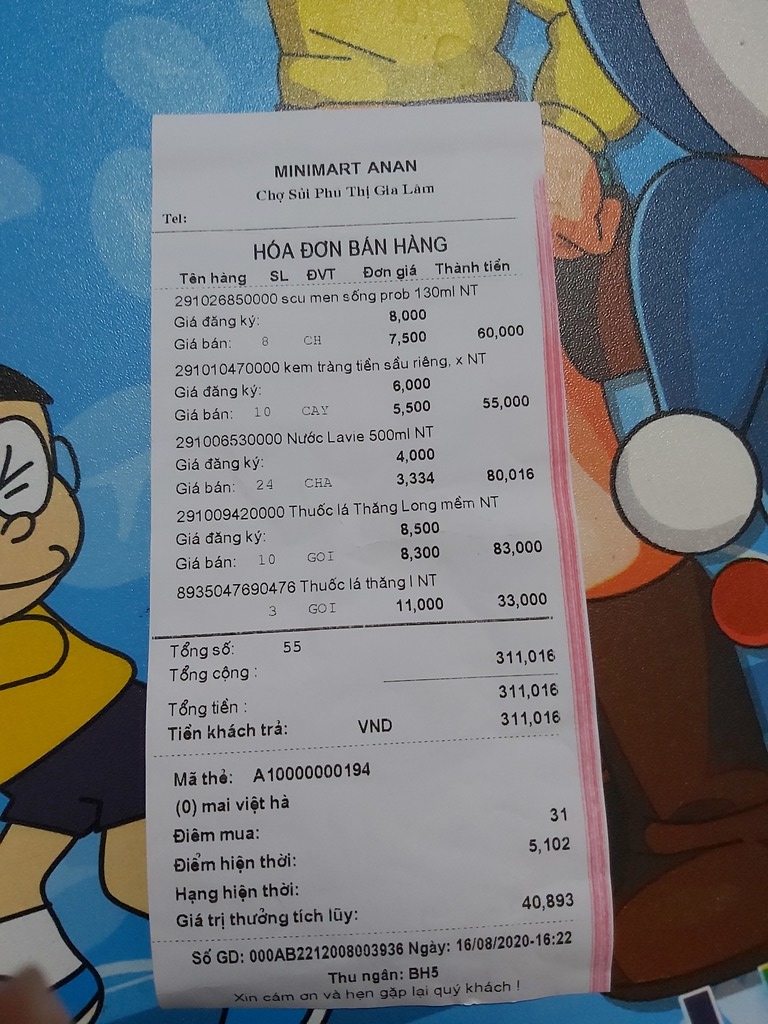 MINIMART ANAN
Chợ Sủi Phu Thị Gia Lâm
Tel:
HÓA ĐƠN BÁN HÀNG
Tên hàng SL ĐVT Đơn giá Thành tiền
291026850000 scu men sống prob 130ml NT
Giá đăng ký: 8,000
Giá bán: 8 CH 7,500 60,000
291010470000 kem tràng tiền sầu riêng, x NT
Giá đăng ký: 6,000
Giá bán: 10 CAY 5,500 55,000
291006530000 Nước Lavie 500ml NT
Giá đăng ký: 4,000
Giá bán: 24 CHA 3,334 80,016
291009420000 Thuốc lá Thăng Long mềm NT
Giá đăng ký: 8,500
Giá bán: 10 GOI 8,300 83,000
8935047690476 Thuốc lá thăng l NT
3 GOI 11,000 33,000
Tổng số: 55
Tổng cộng : 311,016
Tổng tiền : 311,016
Tiền khách trả: VND 311,016
Mã thẻ: A10000000194
(0) mai việt hà
Điêm mua: 31
Điểm hiện thời: 5,102
Hạng hiện thời:
Giá trị thưởng tích lũy: 40,893
Số GD: 000AB2212008003936 Ngày: 16/08/2020-16:22
Thu ngân: BH5
Xin cám ơn và hẹn gặp lại quý khách !